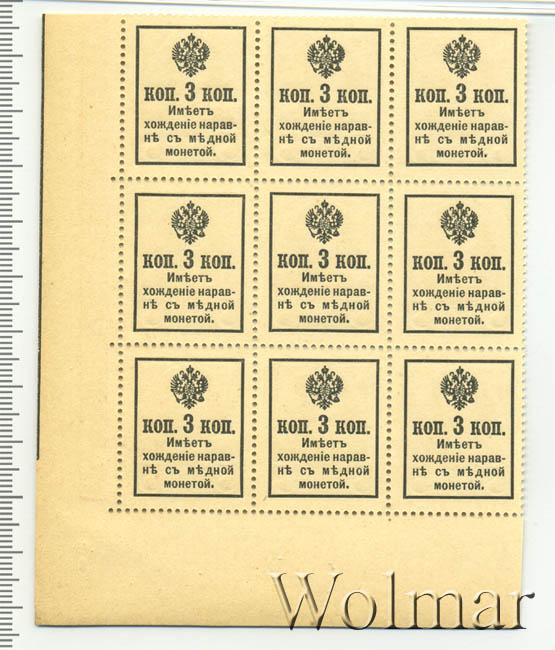 коп. 3 коп.
Имѣетъ
хожденіе нарав-
нѣ съ мѣдной
монетой.
коп. 3 коп.
Имѣетъ
хожденіе нарав-
нѣ съ мѣдной
монетой.
коп. 3 коп.
Имѣетъ
хожденіе нарав-
нѣ съ мѣдной
монетой.
коп. 3 коп.
Имѣетъ
хожденіе нарав-
нѣ съ мѣдной
монетой.
коп. 3 коп.
Имѣетъ
хожденіе нарав-
нѣ съ мѣдной
монетой.
коп. 3 коп.
Имѣетъ
хожденіе нарав-
нѣ съ мѣдной
монетой.
коп. 3 коп.
Имѣетъ
хожденіе нарав-
нѣ съ мѣдной
монетой.
коп. 3 коп.
Имѣетъ
хожденіе нарав-
нѣ съ мѣдной
монетой.
коп. 3 коп.
Имѣетъ
хожденіе нарав-
нѣ съ мѣдной
монетой.
Wolmar